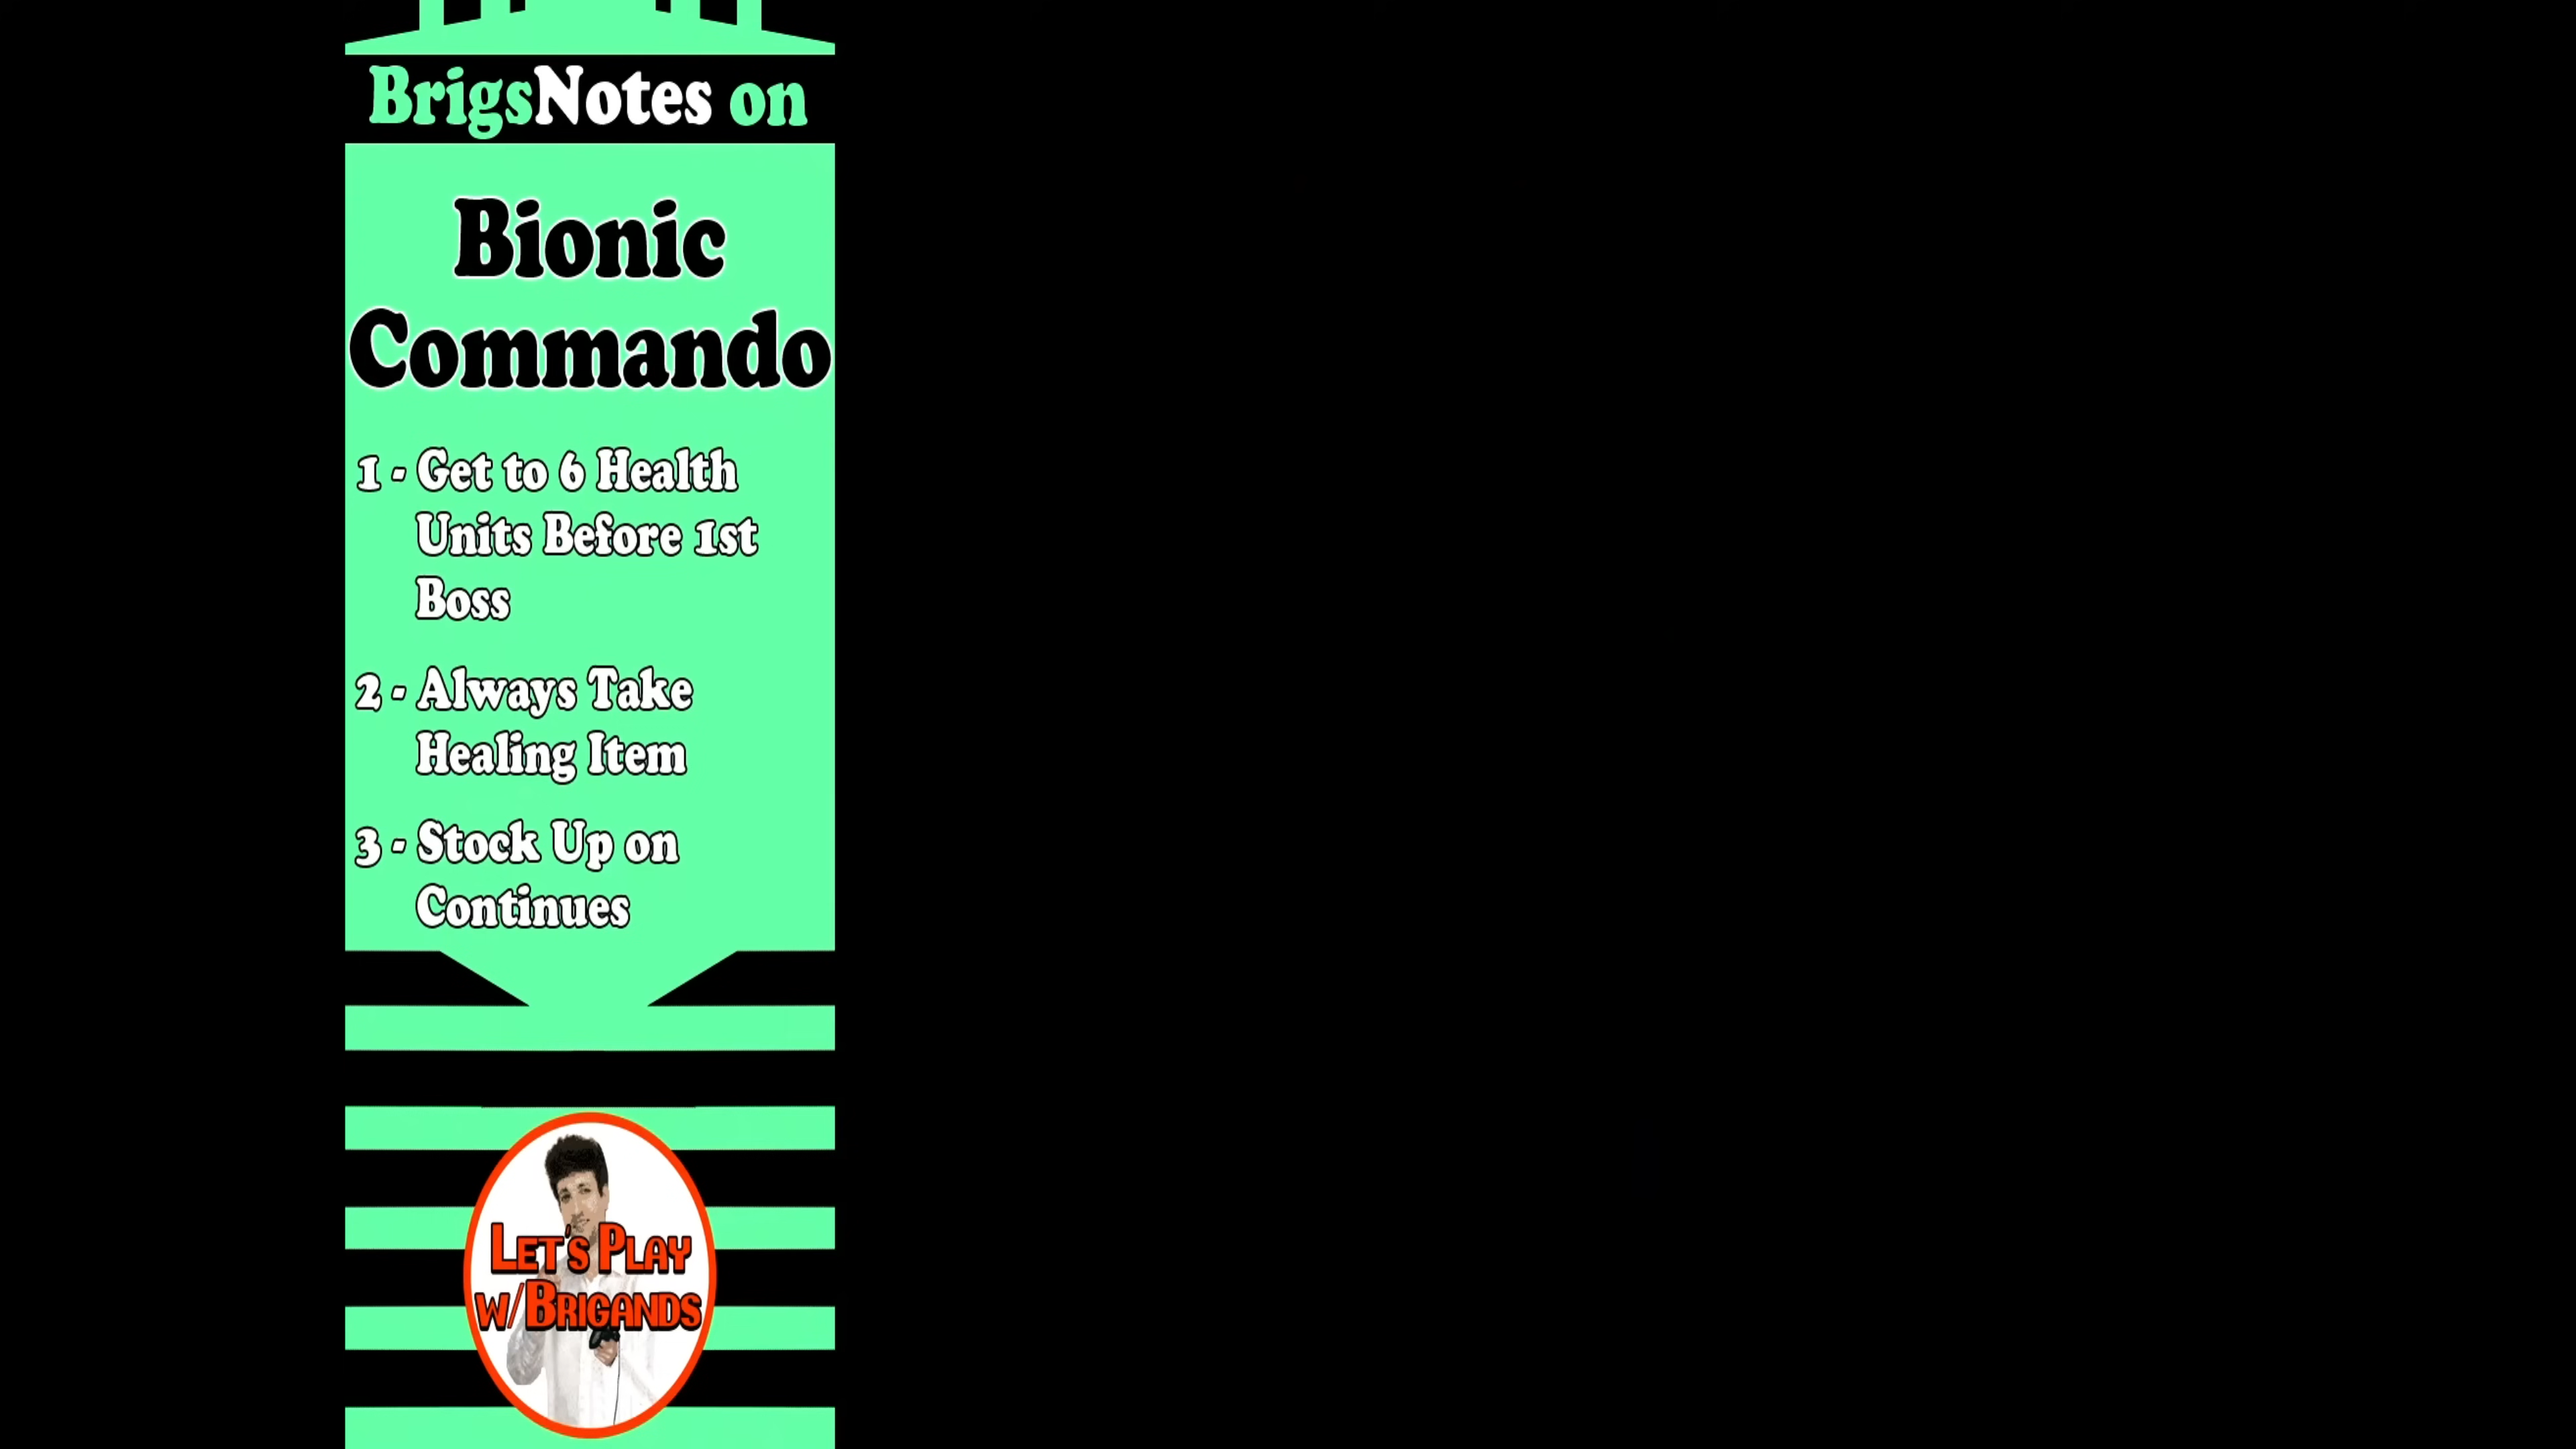 BrigsNotes on
Bionic
Commando
1 - Get to 6 Health
Units Before 1st
Boss
2 - Always Take
Healing Item
3 - Stock Up on
Continues
Let's Play
w/Brigands